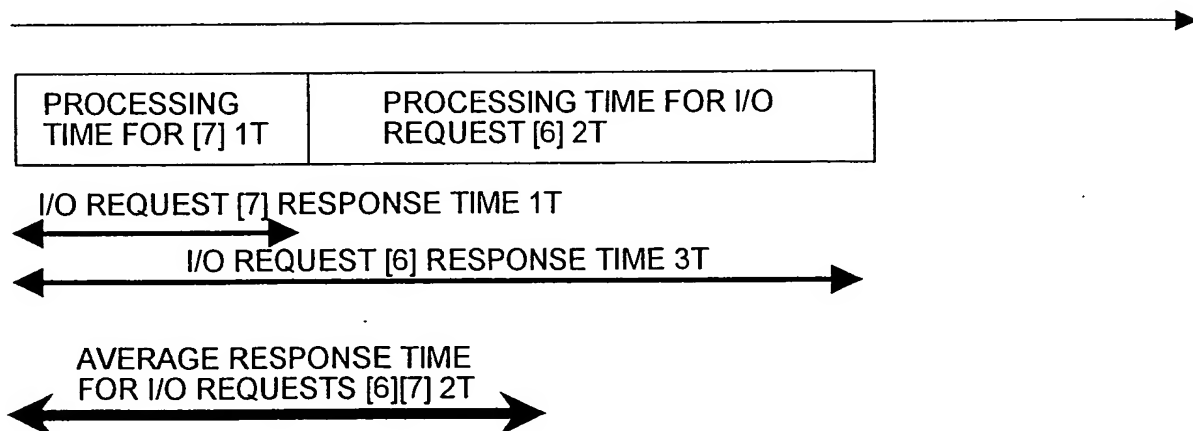 PROCESSING
TIME FOR [7] 1T
PROCESSING TIME FOR I/O
REQUEST [6] 2T
I/O REQUEST [7] RESPONSE TIME 1T
I/O REQUEST [6] RESPONSE TIME 3T
AVERAGE RESPONSE TIME
FOR I/O REQUESTS [6][7] 2T